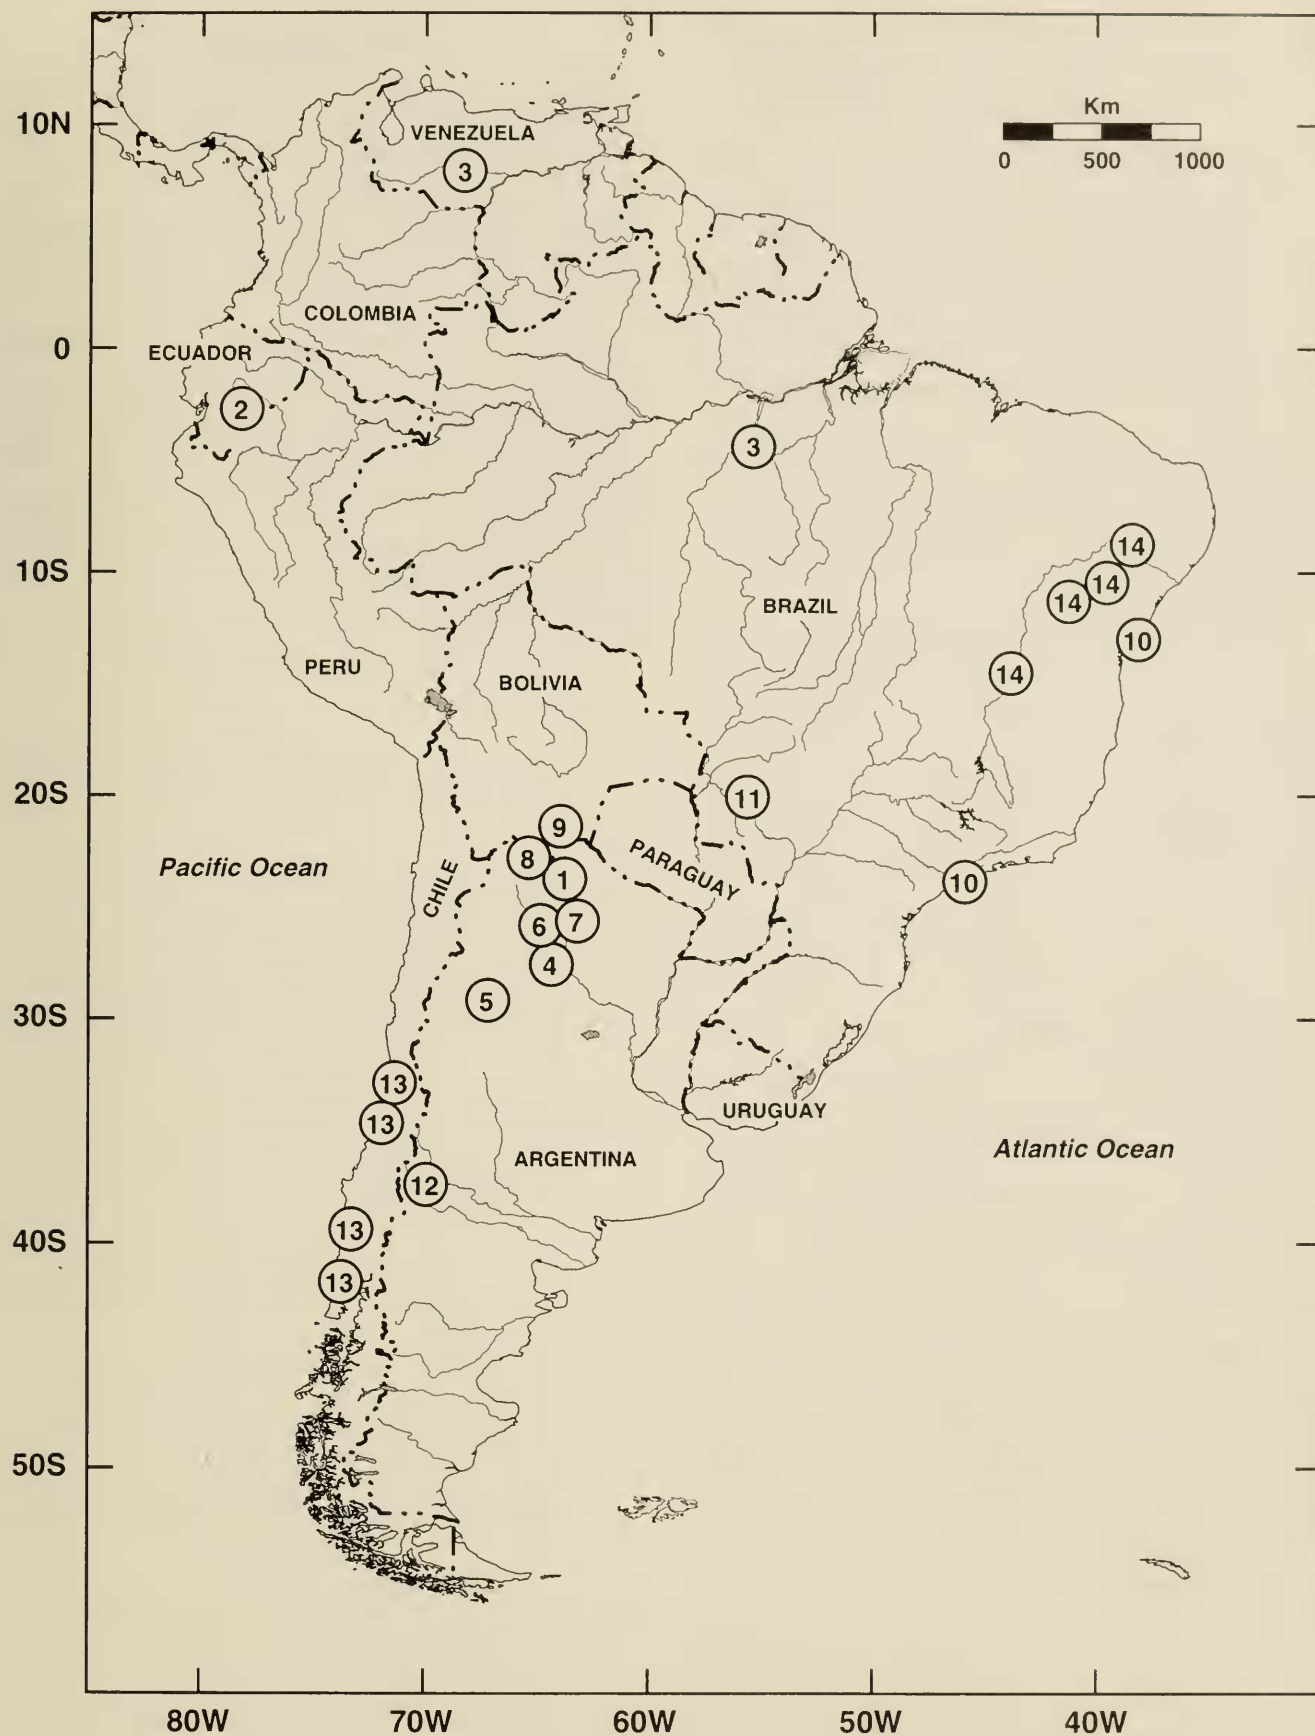 Km
0 500 1000
10N
VENEZUELA
3
COLOMBIA
0
ECUADOR
2
3
10S
14
14
BRAZIL
14
10
PERU
BOLIVIA
14
20S
11
9
8
PARAGUAY
Pacific Ocean
CHILE
1
10
6
7
4
5
30S
13
13
URUGUAY
ARGENTINA
Atlantic Ocean
12
13
40S
13
50S
80W 70W 60W 50W 40W